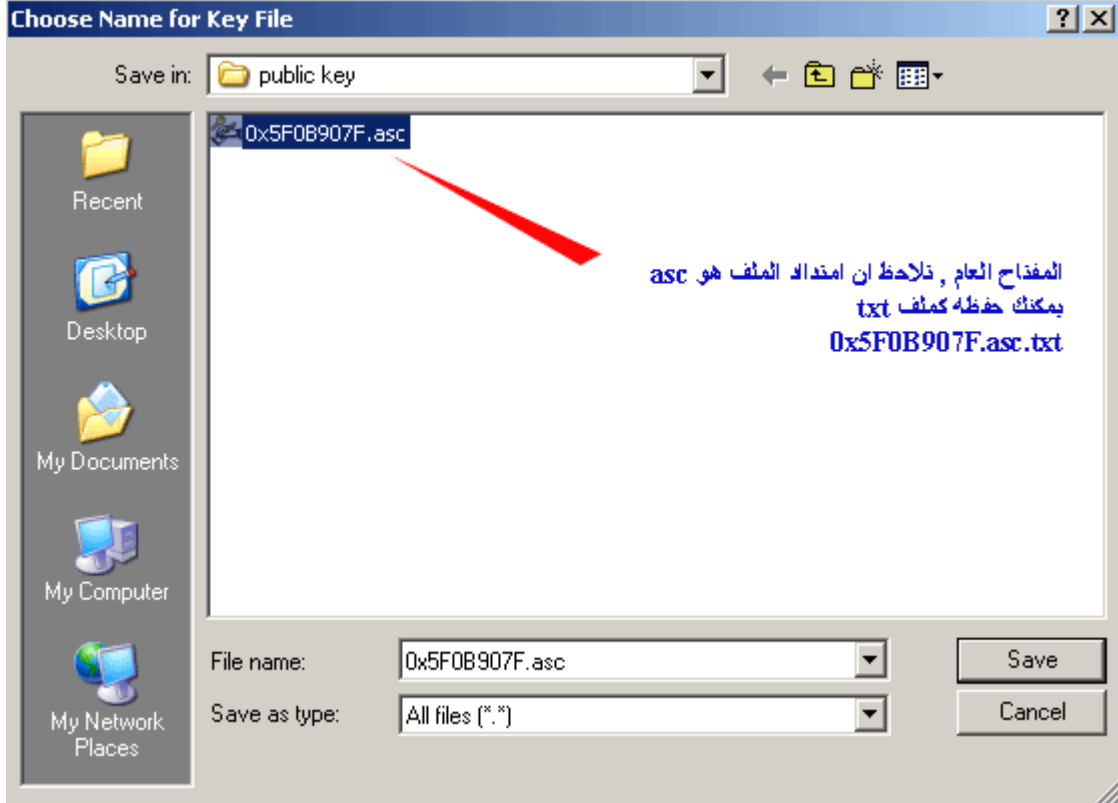 Choose Name for Key File
Save in:
public key
0x5F0B907F.asc
Recent
Desktop
My Documents
My Computer
My Network
Places
المفتاح العام , تلاحظ ان امتداد الملف هو asc
يمكنك حفظه كملف txt
0x5F0B907F.asc.txt
File name:
0x5F0B907F.asc
Save
Save as type:
All files (*.*)
Cancel